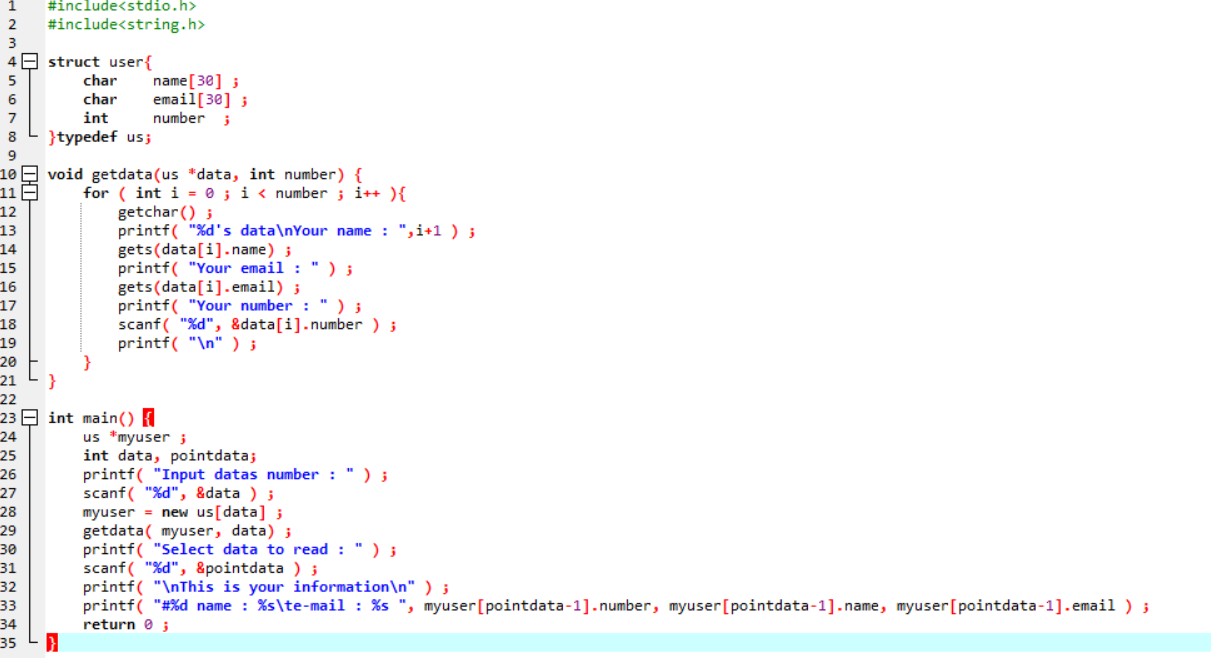 1 #include<stdio.h>
2 #include<string.h>
3
4 struct user{
5 char name[30] ;
6 char email[30] ;
7 int number ;
8 }typedef us;
9
10 void getdata(us *data, int number) {
11 for ( int i = 0 ; i < number ; i++ ){
12 getchar() ;
13 printf( "%d's data\nYour name : ",i+1 ) ;
14 gets(data[i].name) ;
15 printf( "Your email : " ) ;
16 gets(data[i].email) ;
17 printf( "Your number : " ) ;
18 scanf( "%d", &data[i].number ) ;
19 printf( "\n" ) ;
20 }
21 }
22
23 int main() {
24 us *myuser ;
25 int data, pointdata;
26 printf( "Input datas number : " ) ;
27 scanf( "%d", &data ) ;
28 myuser = new us[data] ;
29 getdata( myuser, data) ;
30 printf( "Select data to read : " ) ;
31 scanf( "%d", &pointdata ) ;
32 printf( "\nThis is your information\n" ) ;
33 printf( "#%d name : %s\te-mail : %s ", myuser[pointdata-1].number, myuser[pointdata-1].name, myuser[pointdata-1].email ) ;
34 return 0 ;
35 }